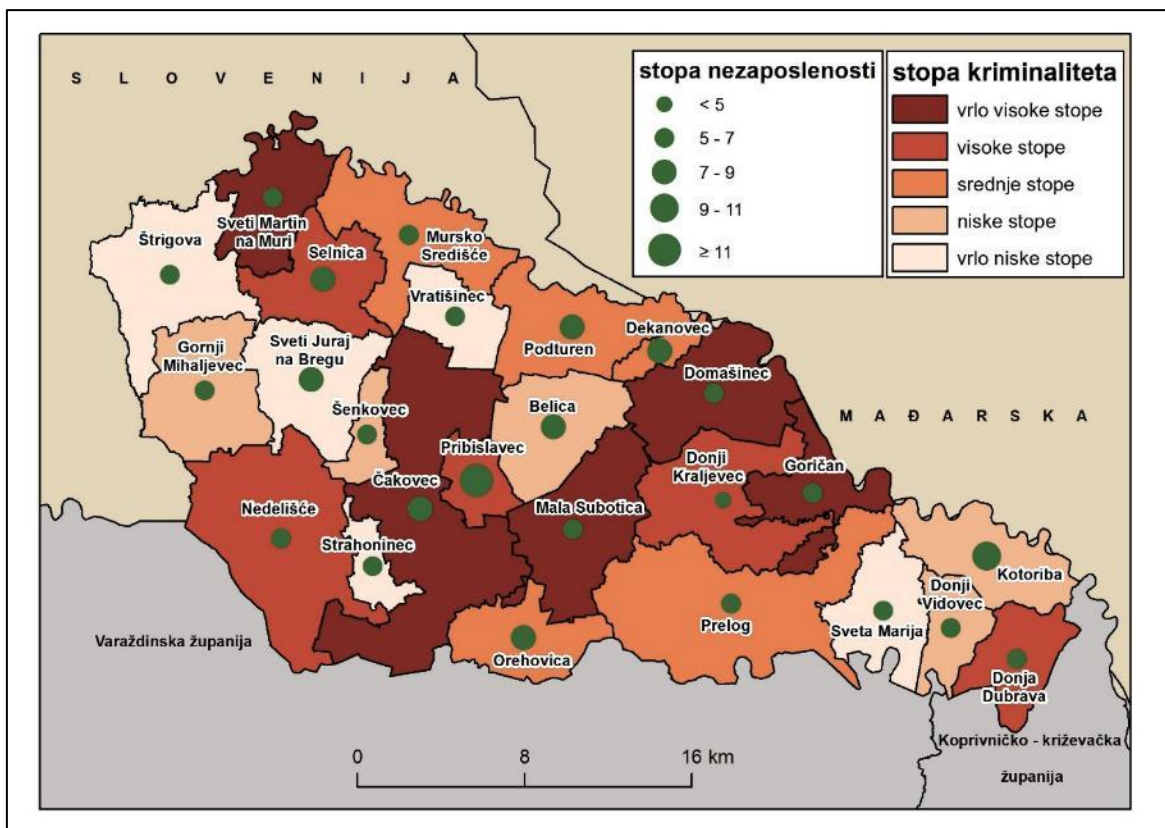 S L O V E N I J A
stopa nezaposlenosti
< 5
5 - 7
7 - 9
9 - 11
≥ 11
stopa kriminaliteta
vrlo visoke stope
visoke stope
srednje stope
niske stope
vrlo niske stope
Sveti Martin
na Muri
Štrigova
Selnica
Mursko
Središće
Vratišinec
Gornji
Mihaljevec
Sveti Juraj
na Bregu
Podturen
Dekanovec
Domašinec
M A Đ A R S K A
Šenkovec
Belica
Pribislavec
Donji
Kraljevec
Goričan
Čakovec
Nedelišće
Mala Subotica
Strahoninec
Kotoriba
Donji
Vidovec
Prelog
Sveta Marija
Varaždinska županija
Orehovica
Donja
Dubrava
Koprivničko - križevačka
županija
0 8 16 km